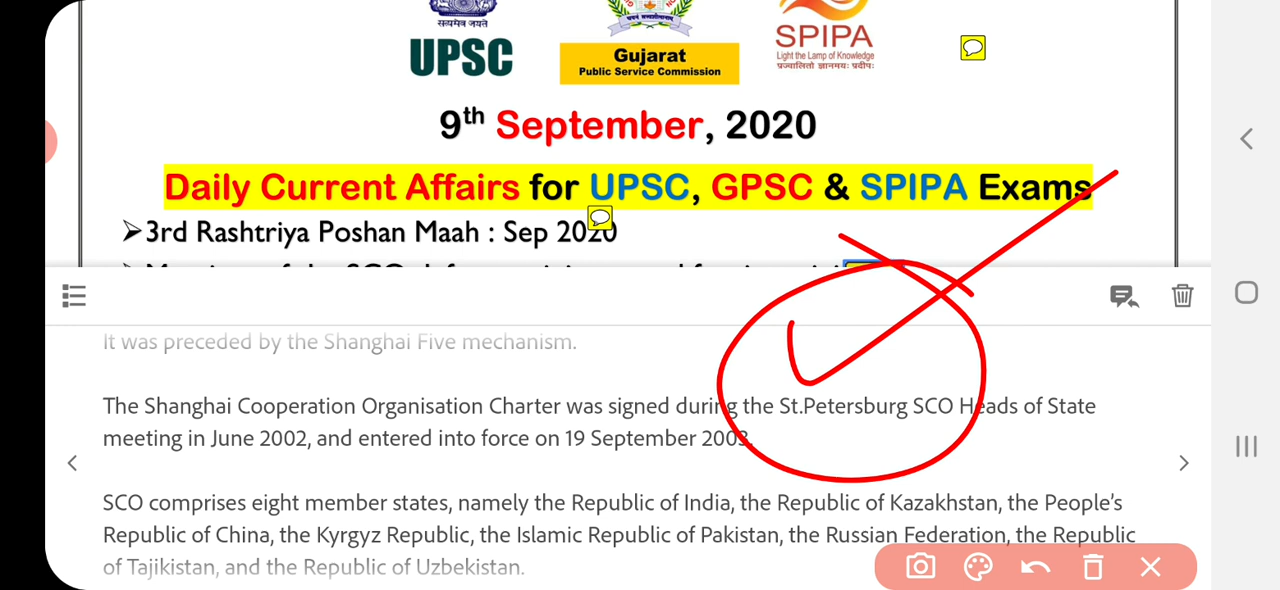 सत्यमेव जयते
UPSC
Gujarat
Public Service Commission
SPIPA
Light the Lamp of Knowledge
प्रज्वालितो ज्ञानमयः प्रदीपः
9th September, 2020
Daily Current Affairs for UPSC, GPSC & SPIPA Exams
➢3rd Rashtriya Poshan Maah : Sep 2020
It was preceded by the Shanghai Five mechanism.
The Shanghai Cooperation Organisation Charter was signed during the St.Petersburg SCO Heads of State
meeting in June 2002, and entered into force on 19 September 2003.
SCO comprises eight member states, namely the Republic of India, the Republic of Kazakhstan, the People’s
Republic of China, the Kyrgyz Republic, the Islamic Republic of Pakistan, the Russian Federation, the Republic
of Tajikistan, and the Republic of Uzbekistan.